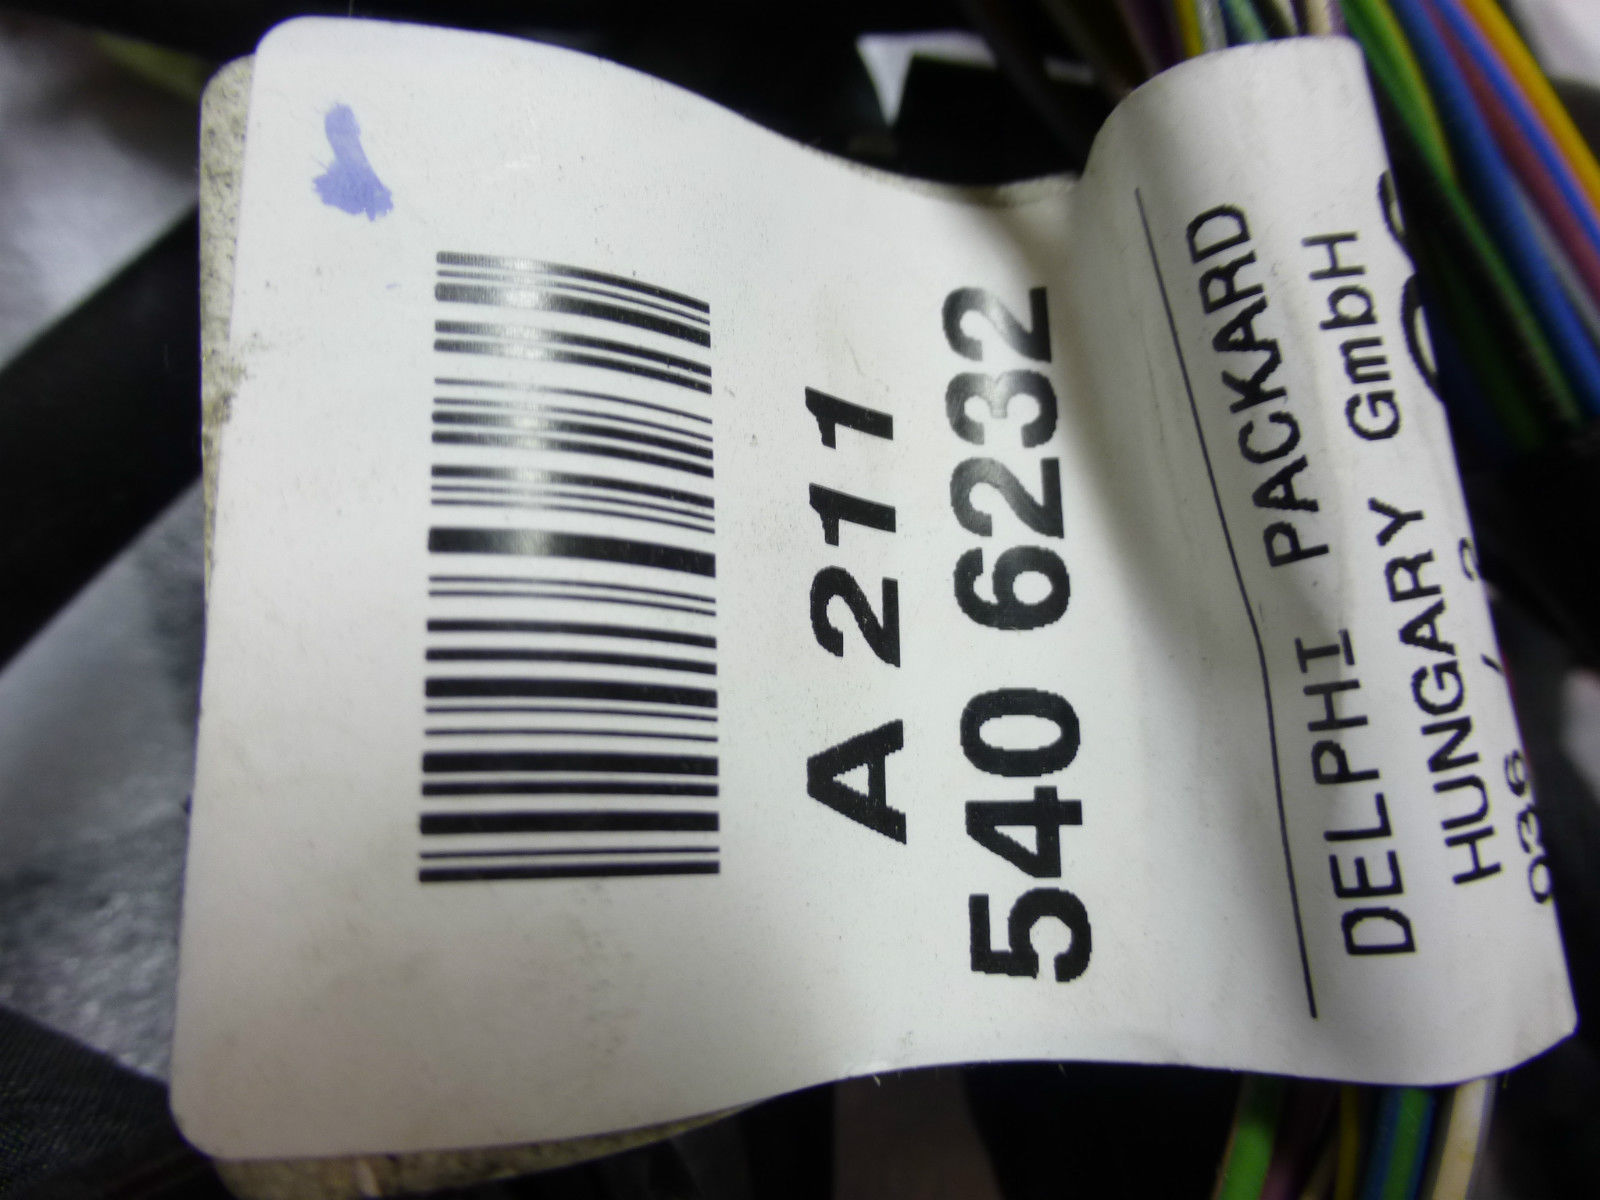 A 211
540 6232
DELPHI PACKARD
HUNGARY GmbH